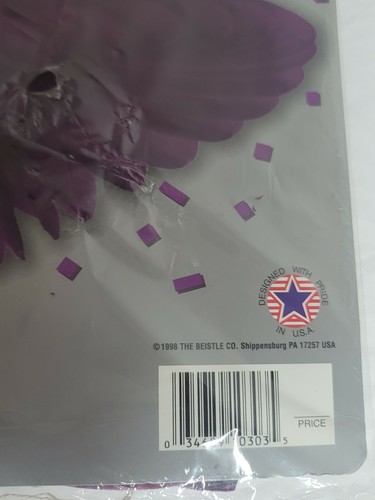 DESIGNED WITH PRIDE
IN U.S.A.
©1998 THE BEISTLE CO. Shippensburg PA 17257 USA
PRICE
0 34 0303 5